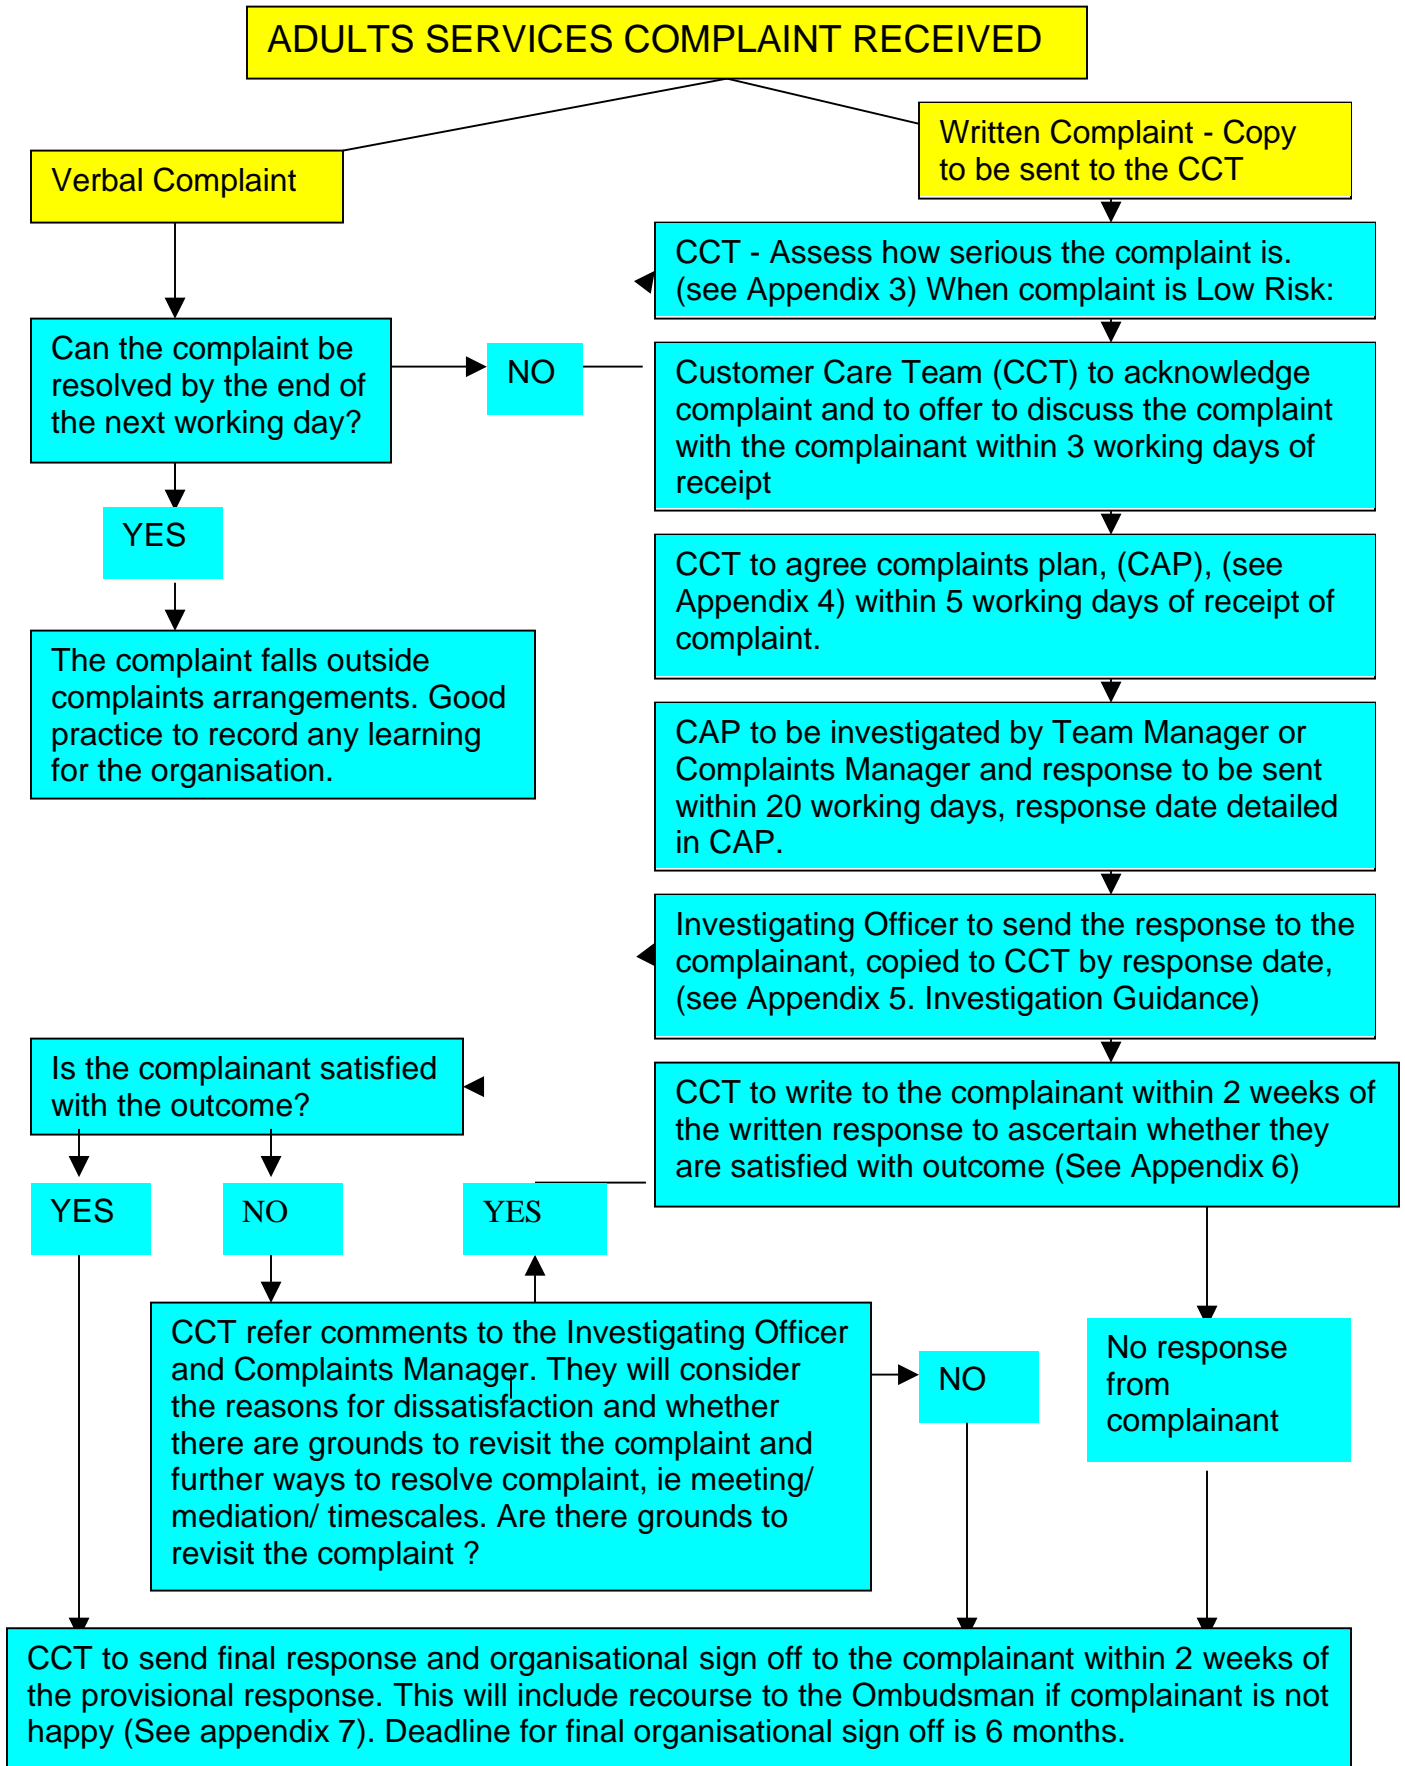 ADULTS SERVICES COMPLAINT RECEIVED
Written Complaint - Copy
to be sent to the CCT
Verbal Complaint
CCT - Assess how serious the complaint is.
(see Appendix 3) When complaint is Low Risk:
Can the complaint be
resolved by the end of
the next working day?
NO
Customer Care Team (CCT) to acknowledge
complaint and to offer to discuss the complaint
with the complainant within 3 working days of
receipt
YES
CCT to agree complaints plan, (CAP), (see
Appendix 4) within 5 working days of receipt of
complaint.
The complaint falls outside
complaints arrangements. Good
practice to record any learning
for the organisation.
CAP to be investigated by Team Manager or
Complaints Manager and response to be sent
within 20 working days, response date detailed
in CAP.
Investigating Officer to send the response to the
complainant, copied to CCT by response date,
(see Appendix 5. Investigation Guidance)
Is the complainant satisfied
with the outcome?
CCT to write to the complainant within 2 weeks of
the written response to ascertain whether they
are satisfied with outcome (See Appendix 6)
YES
NO
YES
CCT refer comments to the Investigating Officer
and Complaints Manager. They will consider
the reasons for dissatisfaction and whether
there are grounds to revisit the complaint and
further ways to resolve complaint, ie meeting/
mediation/ timescales. Are there grounds to
revisit the complaint ?
NO
No response
from
complainant
CCT to send final response and organisational sign off to the complainant within 2 weeks of
the provisional response. This will include recourse to the Ombudsman if complainant is not
happy (See appendix 7). Deadline for final organisational sign off is 6 months.